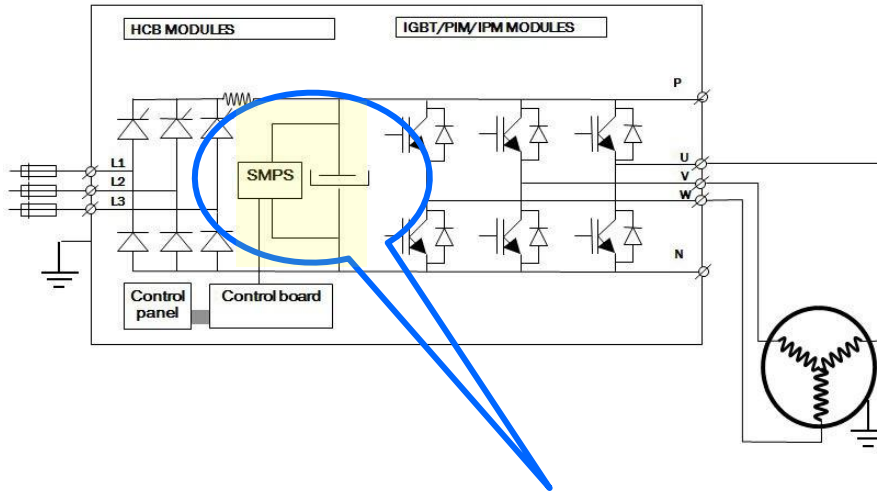 HCB MODULES
IGBT/PIM/IPM MODULES
P
L1
U
SMPS
V
L2
W
L3
N
Control
panel
Control board